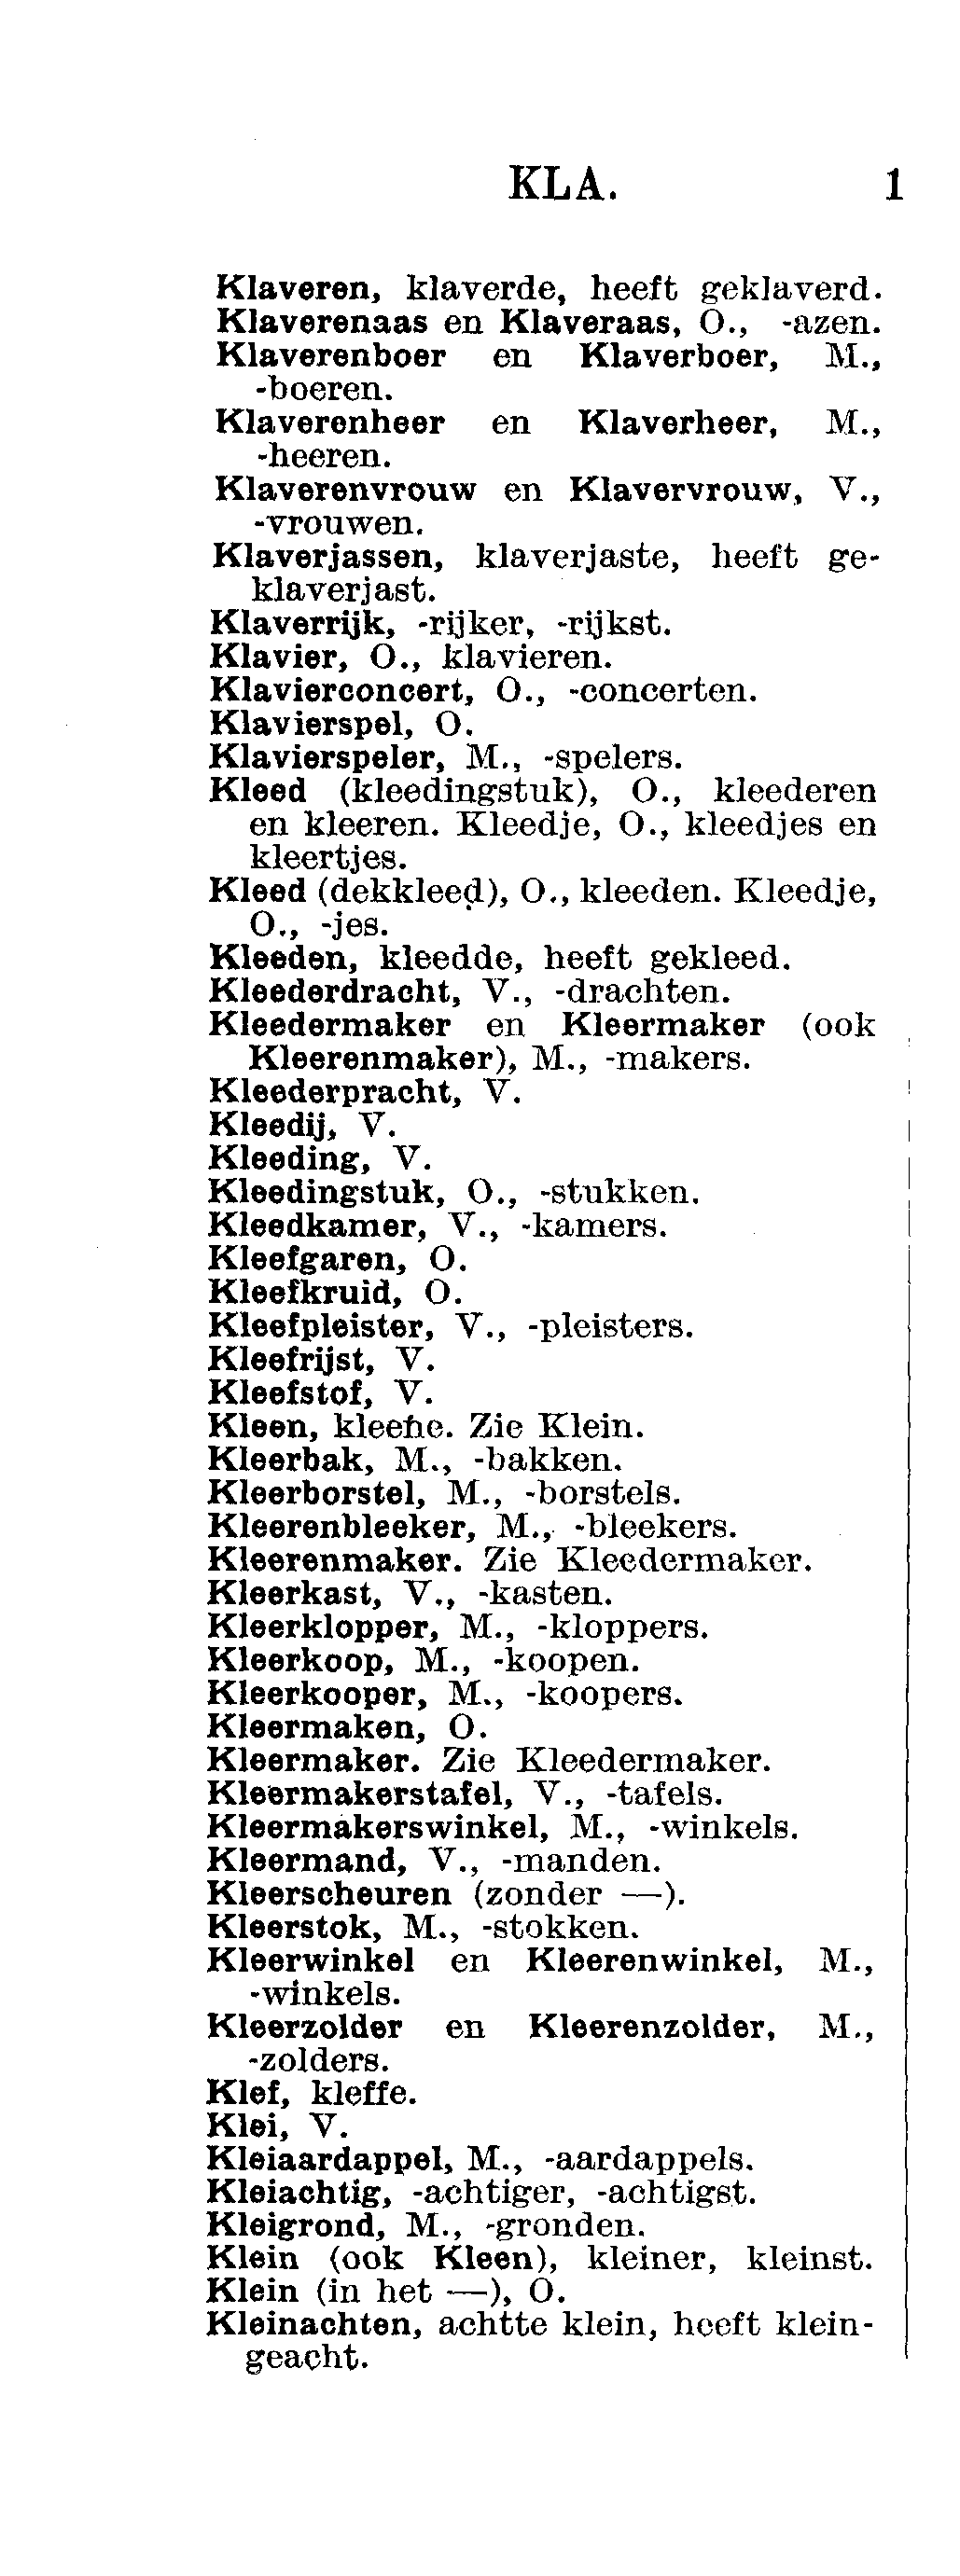 KLA. 1
Klaveren, klaverde, heeft geklaverd.
Klaverenaas en Klaveraas, O., -azen.
Klaverenboer en Klaverboer, M.,
-boeren.
Klaverenheer en Klaverheer, M.,
-heeren.
Klaverenvrouw en Klavervrouw, V.,
-vrouwen.
Klaverjassen, klaverjaste, heeft ge-
klaverjast.
Klaverrijk, -rijker, -rijkst.
Klavier, O., klavieren.
Klavierconcert, O., -concerten.
Klavierspel, O.
Klavierspeler, M., -spelers.
Kleed (kleedingstuk), O., kleederen
en kleeren. Kleedje, O., kleedjes en
kleertjes.
Kleed (dekkleed), O., kleeden. Kleedje,
O., -jes.
Kleeden, kleedde, heeft gekleed.
Kleederdracht, V., -drachten.
Kleedermaker en Kleermaker (ook
Kleerenmaker), M., -makers.
Kleederpracht, V.
Kleedij, V.
Kleeding, V.
Kleedingstuk, O., -stukken.
Kleedkamer, V., -kamers.
Kleefgaren, O.
Kleefkruid, O.
Kleefpleister, V., -pleisters.
Kleefrijst, V.
Kleefstof, V.
Kleen, kleene. Zie Klein.
Kleerbak, M., -bakken.
Kleerborstel, M., -borstels.
Kleerenbleeker, M., -bleekers.
Kleerenmaker. Zie Kleedermaker.
Kleerkast, V., -kasten.
Kleerklopper, M., -kloppers.
Kleerkoop, M., -koopen.
Kleerkooper, M., -koopers.
Kleermaken, O.
Kleermaker. Zie Kleedermaker.
Kleermakerstafel, V., -tafels.
Kleermakerswinkel, M., -winkels.
Kleermand, V., -manden.
Kleerscheuren (zonder —).
Kleerstok, M., -stokken.
Kleerwinkel en Kleerenwinkel, M.,
-winkels.
Kleerzolder en Kleerenzolder, M.,
-zolders.
Klef, kleffe.
Klei, V.
Kleiaardappel, M., -aardappels.
Kleiachtig, -achtiger, -achtigst.
Kleigrond, M., -gronden.
Klein (ook Kleen), kleiner, kleinst.
Klein (in het —), O.
Kleinachten, achtte klein, heeft klein-
geacht.